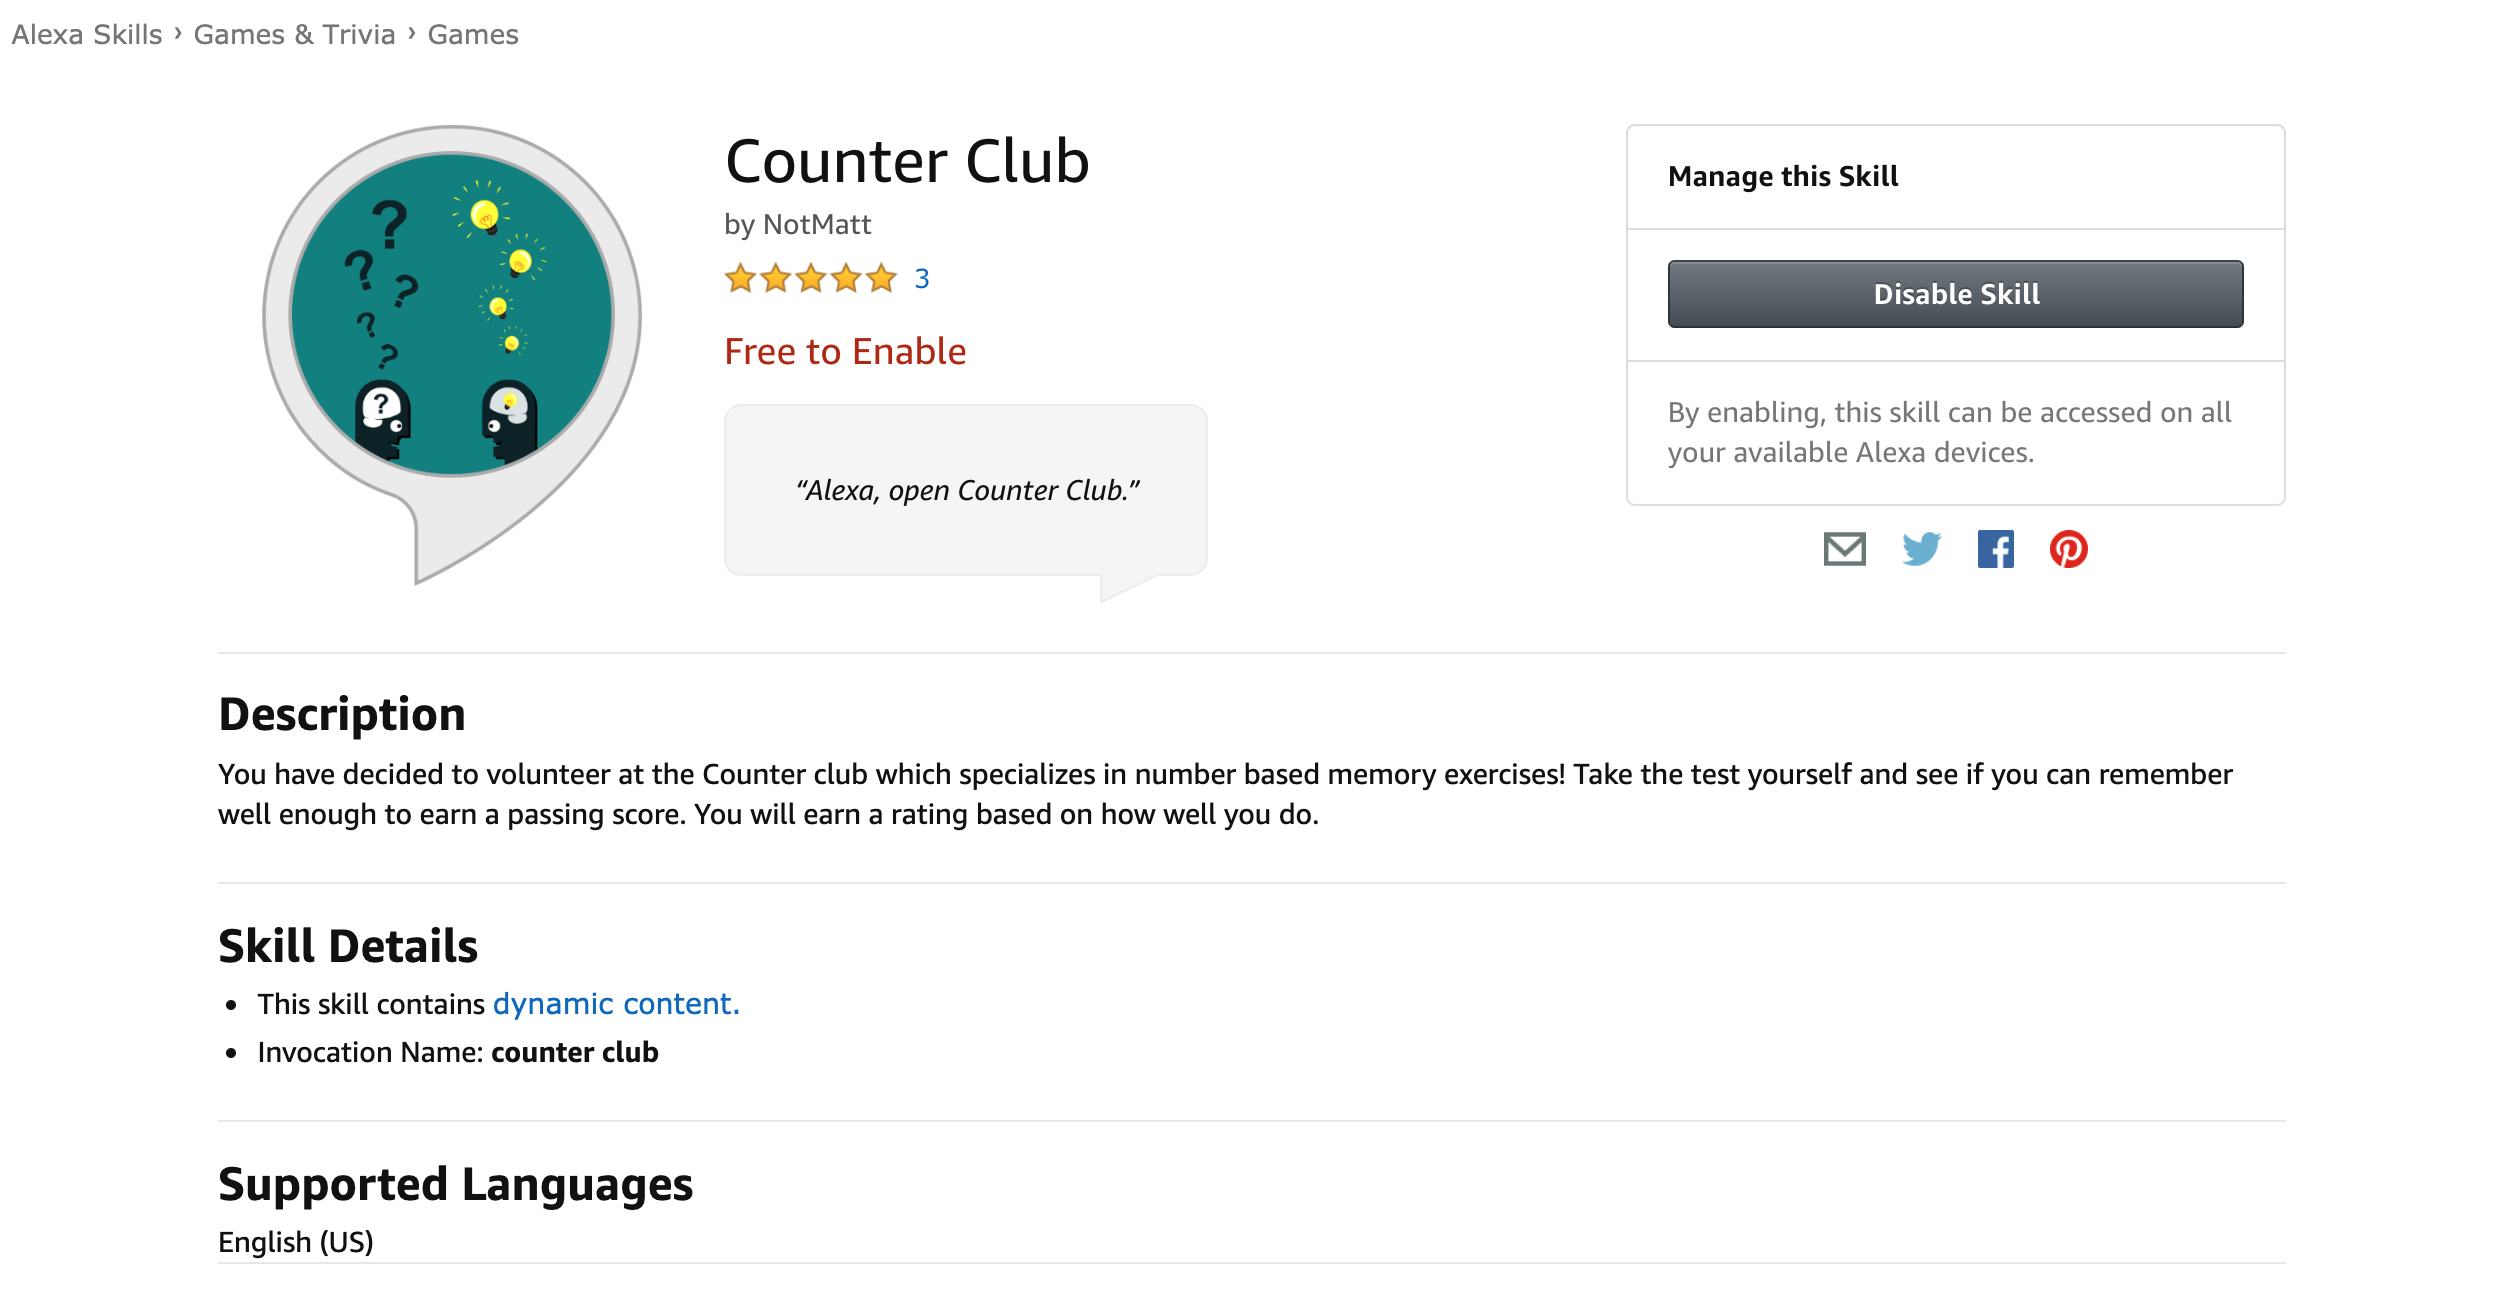 Alexa Skills › Games & Trivia › Games
Counter Club
by NotMatt
3
Free to Enable
“Alexa, open Counter Club.”
Manage this Skill
Disable Skill
By enabling, this skill can be accessed on all
your available Alexa devices.
Description
You have decided to volunteer at the Counter club which specializes in number based memory exercises! Take the test yourself and see if you can remember
well enough to earn a passing score. You will earn a rating based on how well you do.
Skill Details
• This skill contains dynamic content.
• Invocation Name: counter club
Supported Languages
English (US)